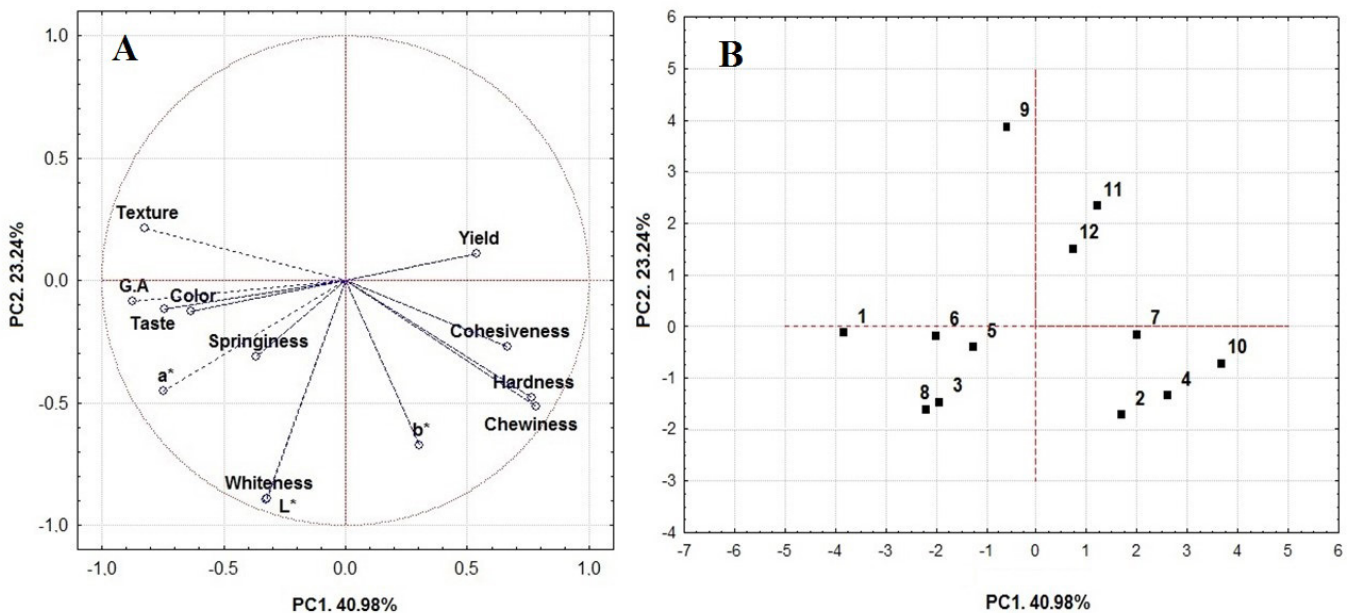 A
PC2. 23.24%
1.0
0.5
0.0
-0.5
-1.0
Texture
Yield
G.A
Color
Taste
Springiness
Cohesiveness
a*
Hardness
Chewiness
b*
Whiteness
L*
-1.0 -0.5 0.0 0.5 1.0
PC1. 40.98%
B
PC2. 23.24%
6
5
4
3
2
1
0
-1
-2
-3
-4
9
11
12
1
6
5
7
10
8
3
2
4
-7 -6 -5 -4 -3 -2 -1 0 1 2 3 4 5 6
PC1. 40.98%